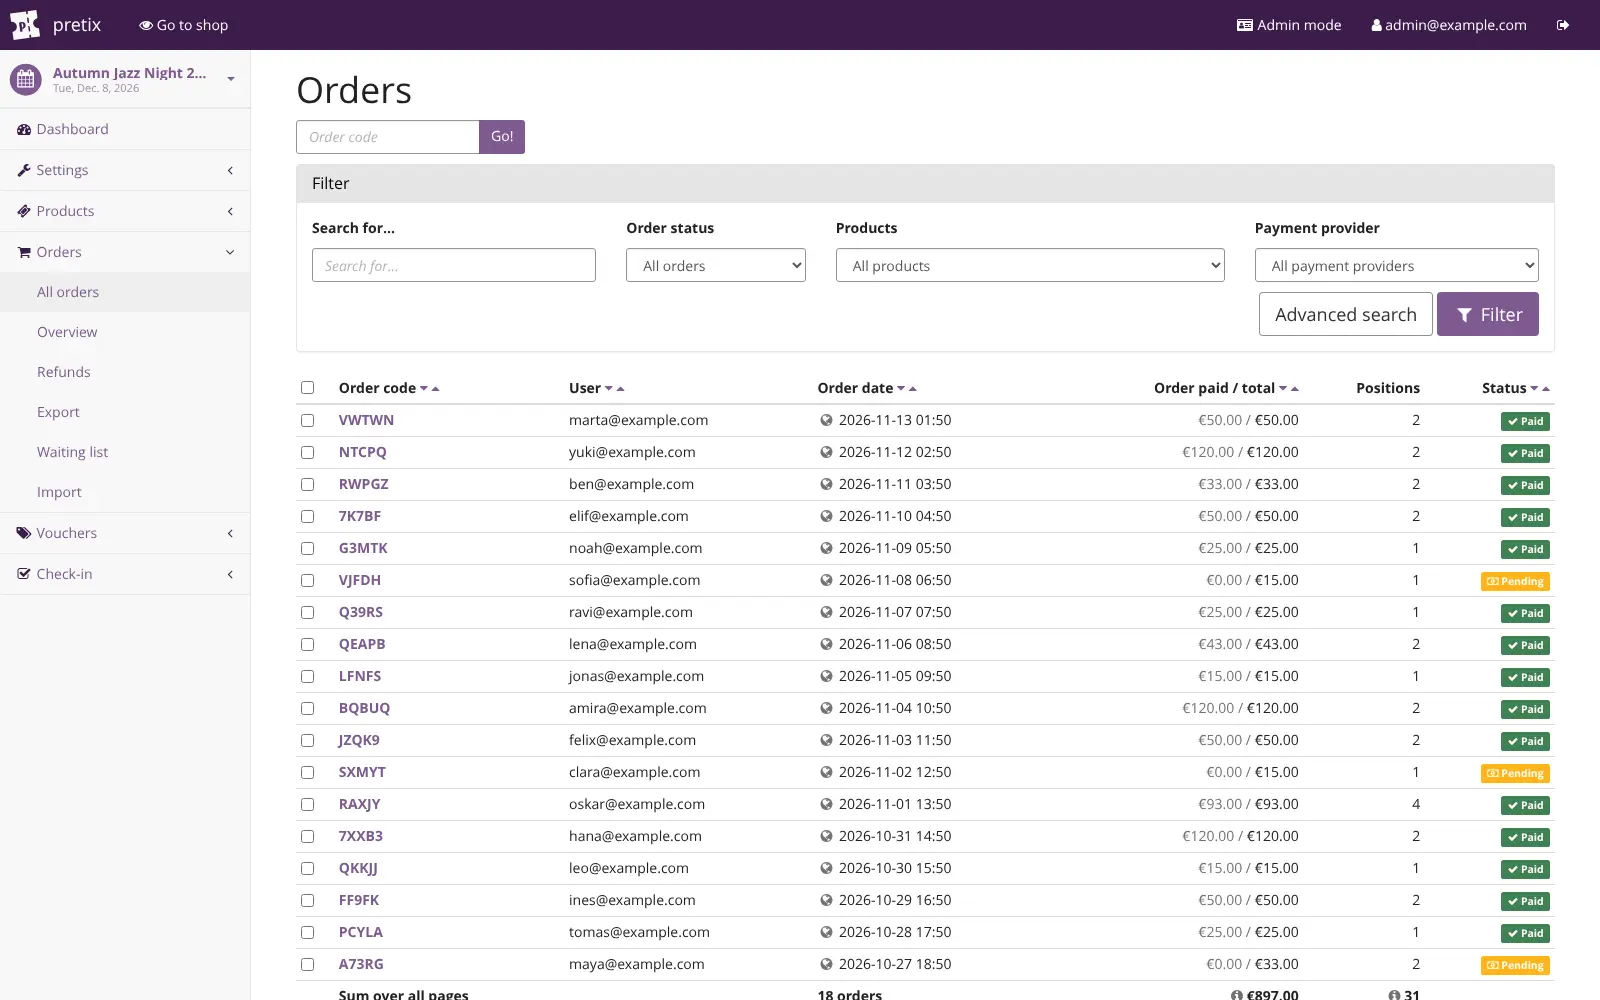 pretix
Go to shop
Admin mode
admin@example.com
Autumn Jazz Night 2...
Tue, Dec. 8, 2026
Dashboard
Settings
Products
Orders
All orders
Overview
Refunds
Export
Waiting list
Import
Vouchers
Check-in
Orders
Order code Go!
Filter
Search for... Order status Products Payment provider
Search for... All orders All products All payment providers
Advanced search Filter
Order code User Order date Order paid / total Positions Status
VWTWN marta@example.com 2026-11-13 01:50 €50.00 / €50.00 2 Paid
NTCPQ yuki@example.com 2026-11-12 02:50 €120.00 / €120.00 2 Paid
RWPGZ ben@example.com 2026-11-11 03:50 €33.00 / €33.00 2 Paid
7K7BF elif@example.com 2026-11-10 04:50 €50.00 / €50.00 2 Paid
G3MTK noah@example.com 2026-11-09 05:50 €25.00 / €25.00 1 Paid
VJFDH sofia@example.com 2026-11-08 06:50 €0.00 / €15.00 1 Pending
Q39RS ravi@example.com 2026-11-07 07:50 €25.00 / €25.00 1 Paid
QEAPB lena@example.com 2026-11-06 08:50 €43.00 / €43.00 2 Paid
LFNFS jonas@example.com 2026-11-05 09:50 €15.00 / €15.00 1 Paid
BQBUQ amira@example.com 2026-11-04 10:50 €120.00 / €120.00 2 Paid
JZQK9 felix@example.com 2026-11-03 11:50 €50.00 / €50.00 2 Paid
SXMYT clara@example.com 2026-11-02 12:50 €0.00 / €15.00 1 Pending
RAXJY oskar@example.com 2026-11-01 13:50 €93.00 / €93.00 4 Paid
7XXB3 hana@example.com 2026-10-31 14:50 €120.00 / €120.00 2 Paid
QKKJJ leo@example.com 2026-10-30 15:50 €15.00 / €15.00 1 Paid
FF9FK ines@example.com 2026-10-29 16:50 €50.00 / €50.00 2 Paid
PCYLA tomas@example.com 2026-10-28 17:50 €25.00 / €25.00 1 Paid
A73RG maya@example.com 2026-10-27 18:50 €0.00 / €33.00 2 Pending
Sum over all pages 18 orders €897.00 31